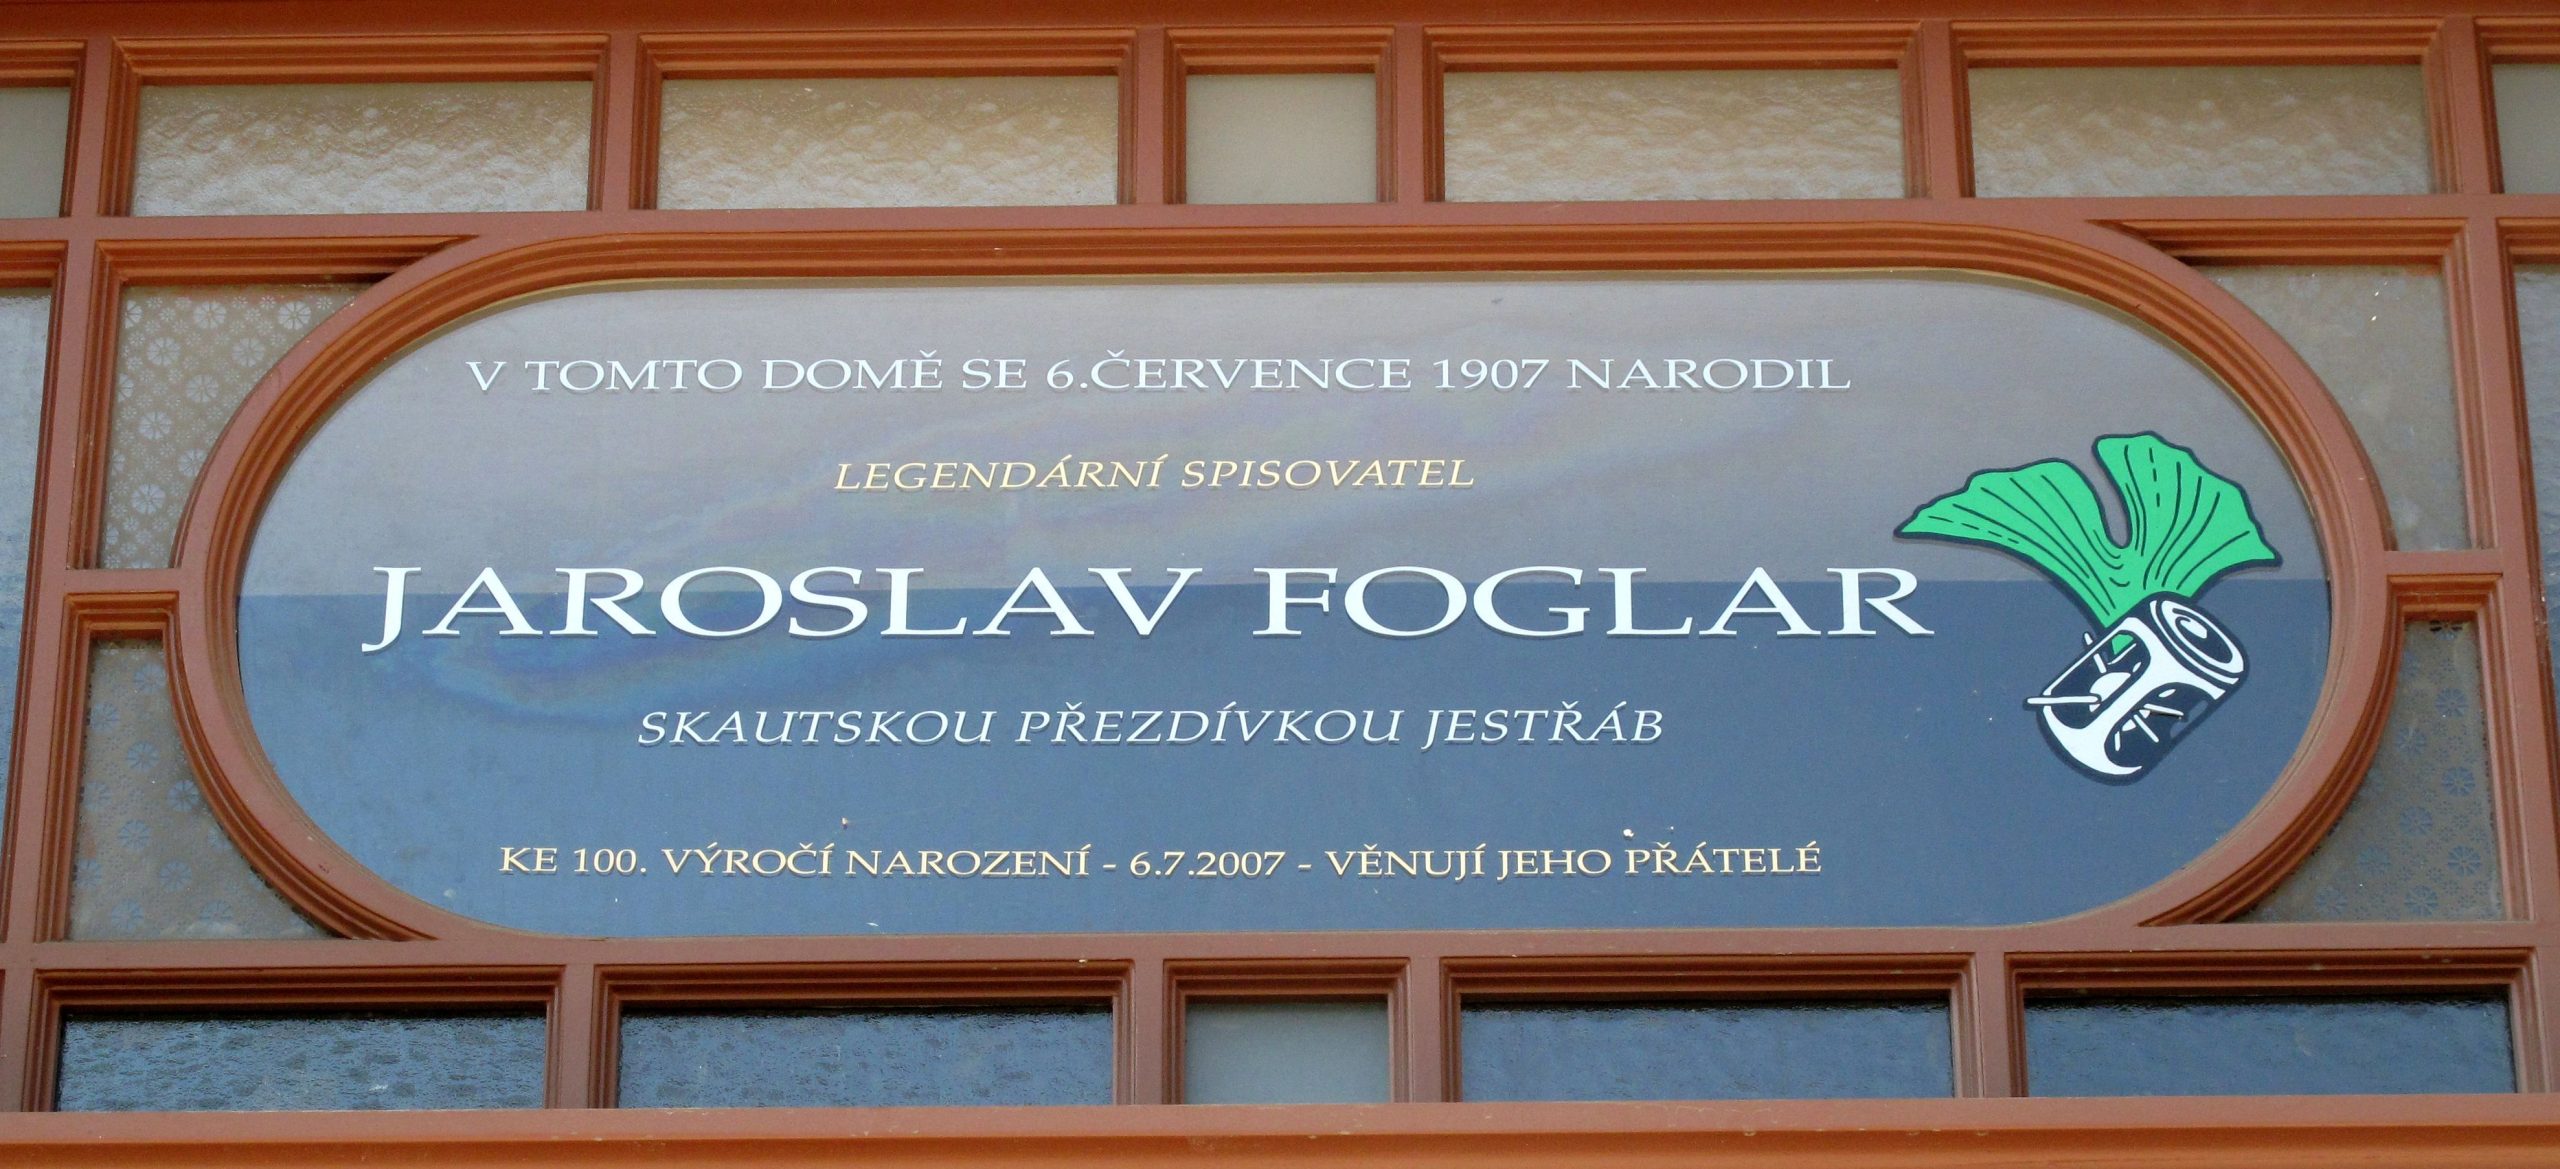 V TOMTO DOMĚ SE 6.ČERVENCE 1907 NARODIL
LEGENDÁRNÍ SPISOVATEL
JAROSLAV FOGLAR
SKAUTSKOU PŘEZDÍVKOU JESTŘÁB
KE 100. VÝROČÍ NAROZENÍ - 6.7.2007 - VĚNUJÍ JEHO PŘÁTELÉ